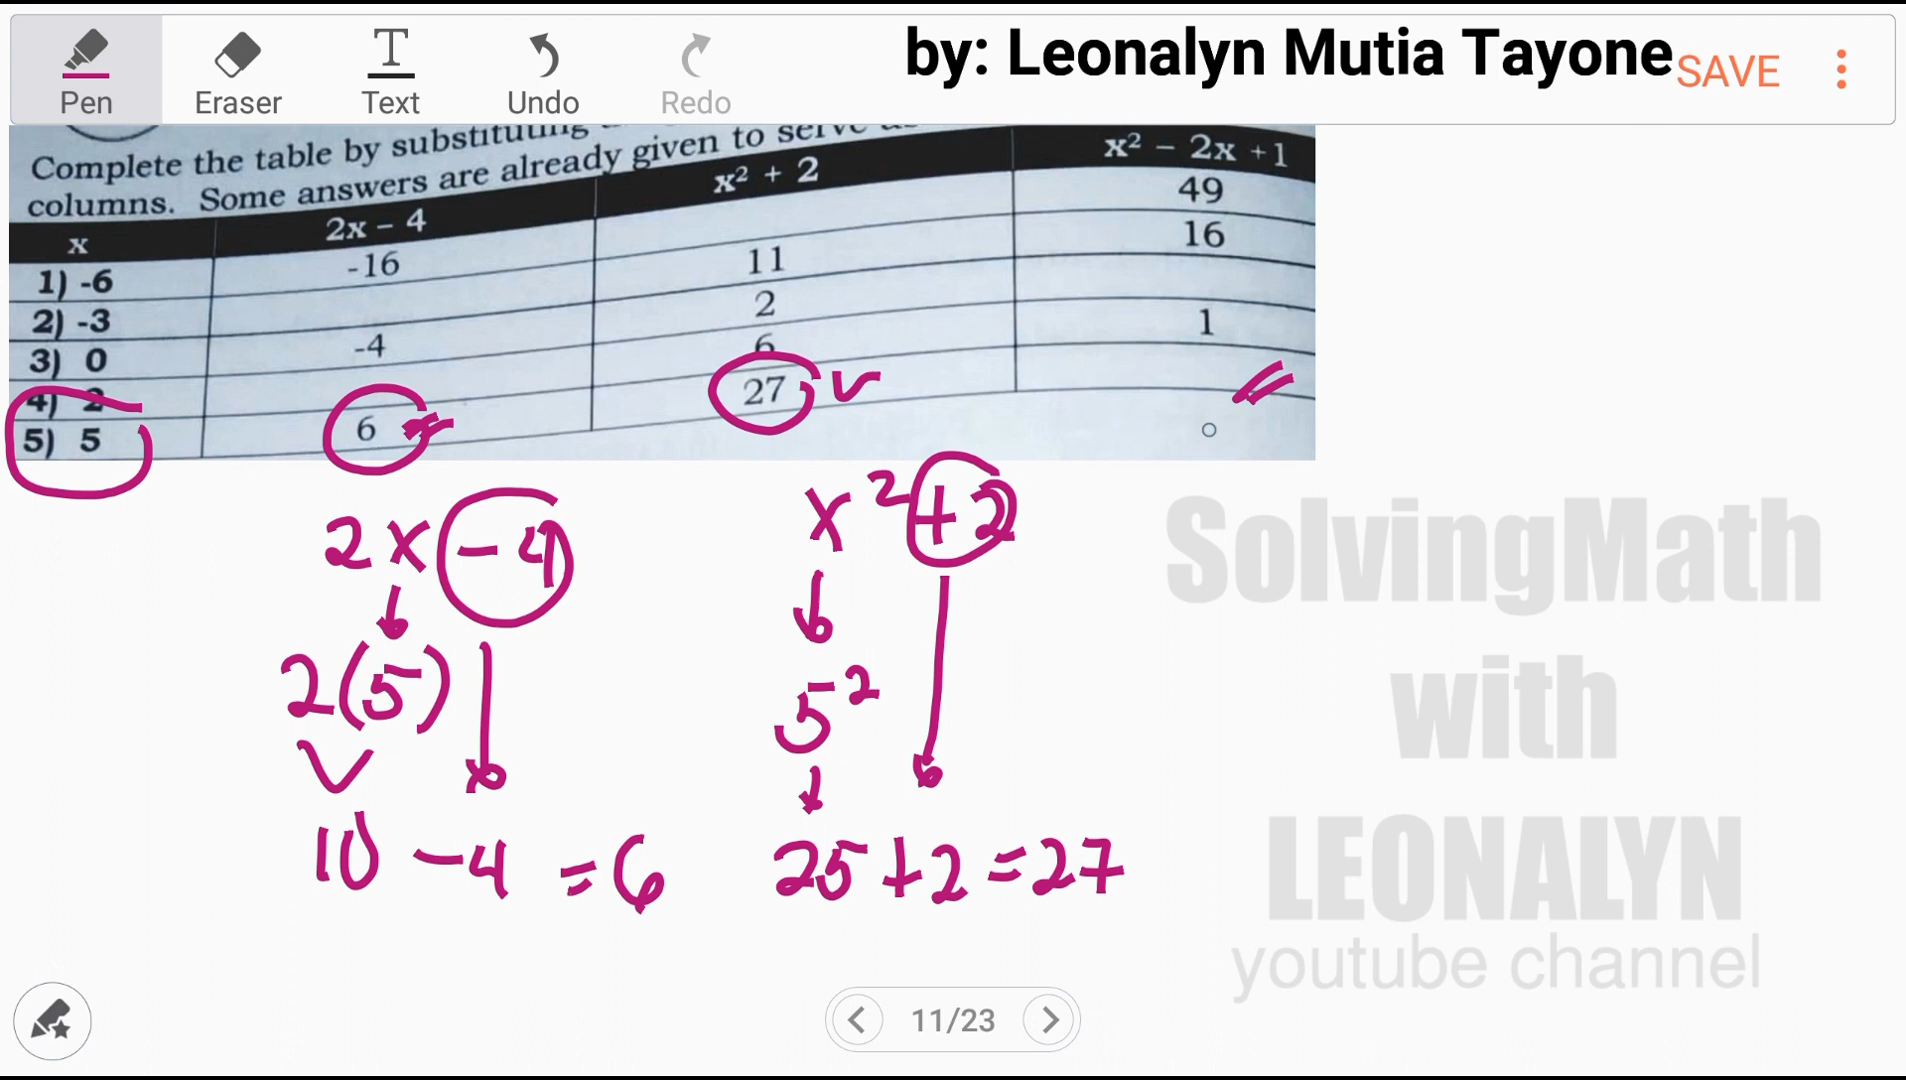 by: Leonalyn Mutia Tayone
SAVE
Pen Eraser Text Undo Redo
Complete the table by substituting
columns. Some answers are already given to serve
x 2x - 4 x² + 2 x² - 2x + 1
1) -6 -16 49
2) -3 11 16
3) 0 -4 2
4) 2 6 1
5) 5 6 27
2x - 4 x² + 2
2(5) 5²
10 - 4 = 6 25 + 2 = 27
SolvingMath
with
LEONALYN
youtube channel
11/23